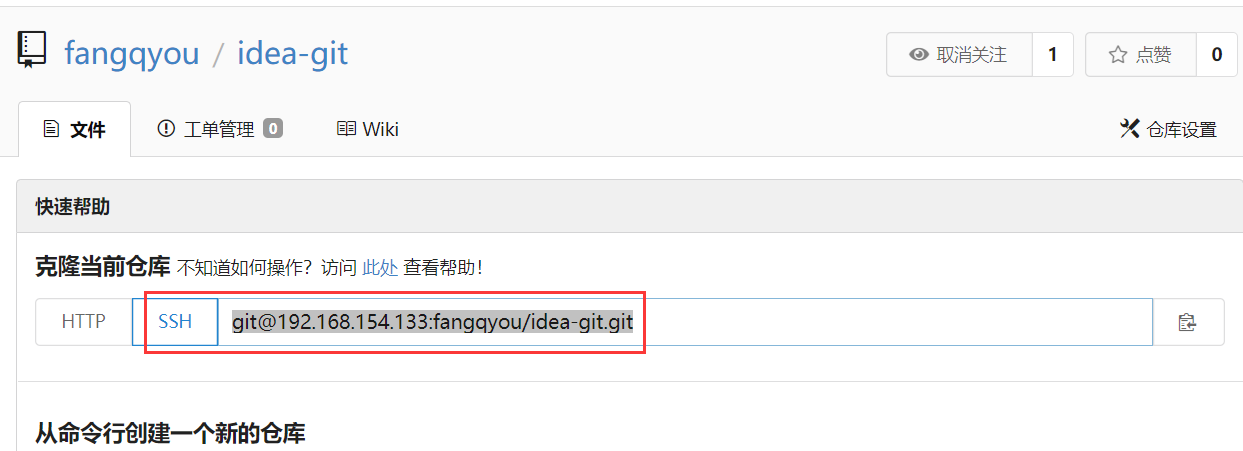 fangqyou / idea-git
取消关注 1 点赞 0
文件 工单管理 0 Wiki 仓库设置
快速帮助
克隆当前仓库 不知道如何操作？访问 此处 查看帮助！
HTTP SSH git@192.168.154.133:fangqyou/idea-git.git
从命令行创建一个新的仓库